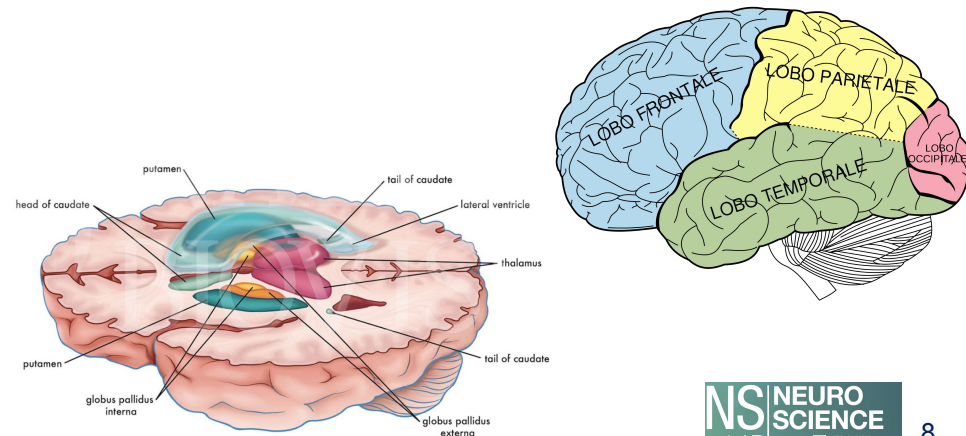 LOBO FRONTALE
LOBO PARIETALE
LOBO
OCCIPITALE
LOBO TEMPORALE
putamen
tail of caudate
head of caudate
lateral ventricle
thalamus
tail of caudate
putamen
globus pallidus
interna
globus pallidus
externa
NS NEURO
SCIENCE
8